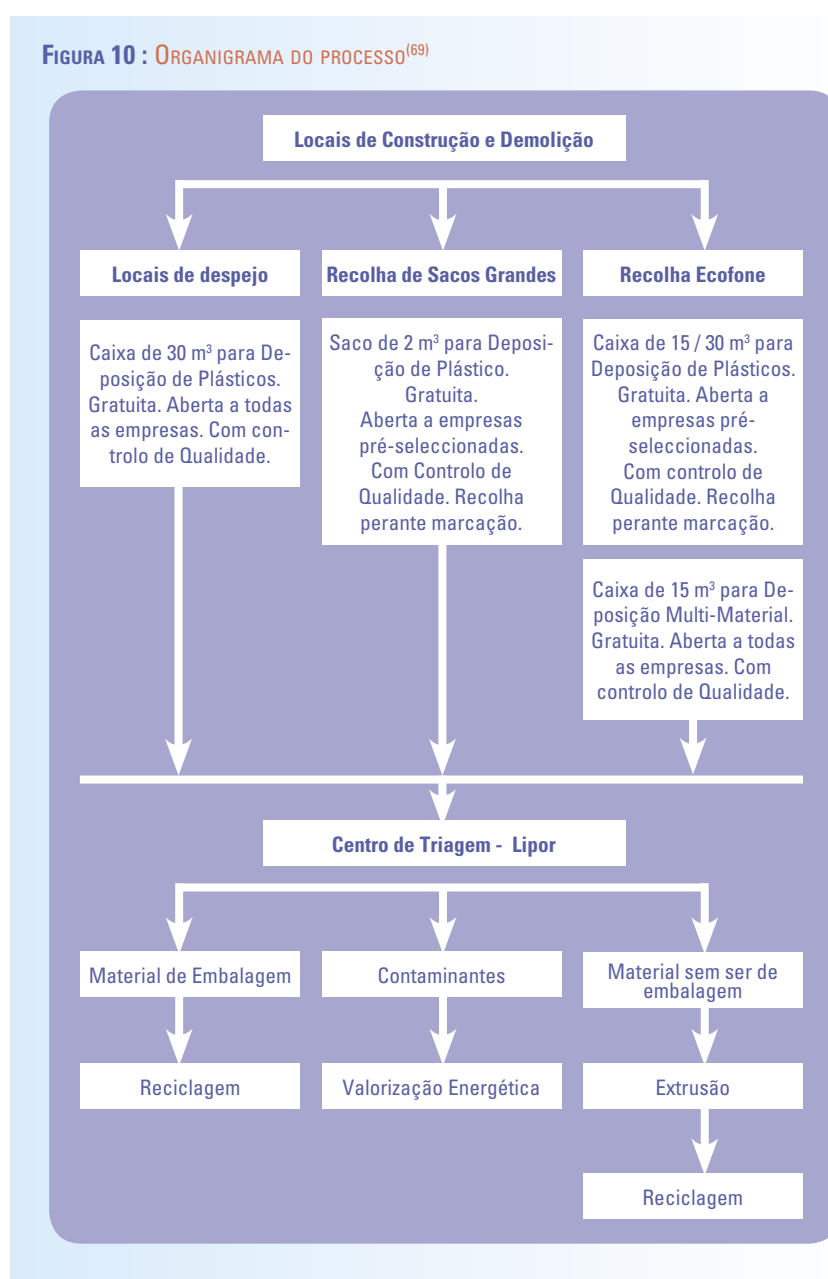 FIGURA 10 : ORGANIGRAMA DO PROCESSO(69)
Locais de Construção e Demolição
Locais de despejo
Recolha de Sacos Grandes
Recolha Ecofone
Caixa de 30 m³ para De-
posição de Plásticos.
Gratuita. Aberta a todas
as empresas. Com con-
trolo de Qualidade.
Saco de 2 m³ para Deposi-
ção de Plástico.
Gratuita.
Aberta a empresas
pré-seleccionadas.
Com Controlo de
Qualidade. Recolha
perante marcação.
Caixa de 15 / 30 m³ para
Deposição de Plásticos.
Gratuita. Aberta a
empresas pré-
seleccionadas.
Com controlo de
Qualidade. Recolha
perante marcação.
Caixa de 15 m³ para De-
posição Multi-Material.
Gratuita. Aberta a todas
as empresas. Com
controlo de Qualidade.
Centro de Triagem - Lipor
Material de Embalagem
Contaminantes
Material sem ser de
embalagem
Reciclagem
Valorização Energética
Extrusão
Reciclagem